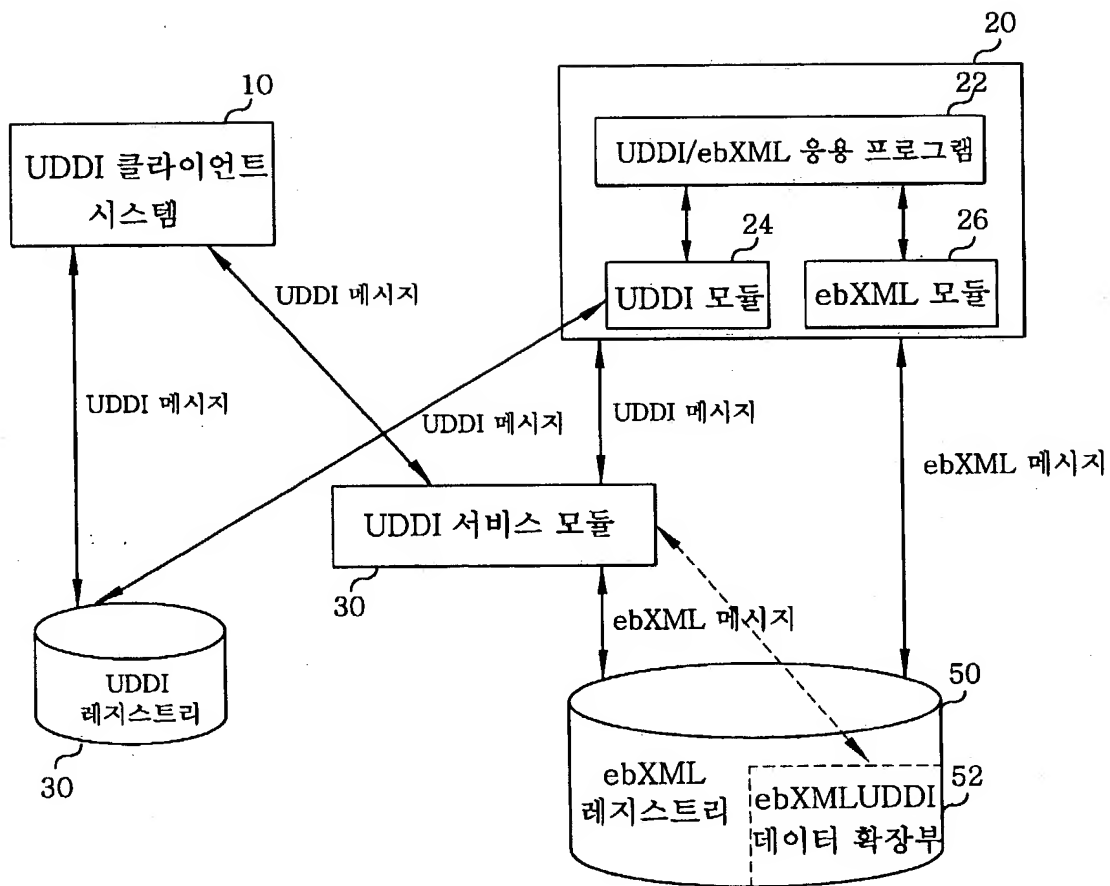 20
22
UDDI/ebXML 응용 프로그램
10
UDDI 클라이언트
시스템
24
26
UDDI 모듈
ebXML 모듈
UDDI 메시지
UDDI 메시지
UDDI 메시지
UDDI 메시지
ebXML 메시지
UDDI 서비스 모듈
30
ebXML 메시지
UDDI
레지스트리
30
50
ebXML
레지스트리
52
ebXMLUDDI
데이터 확장부